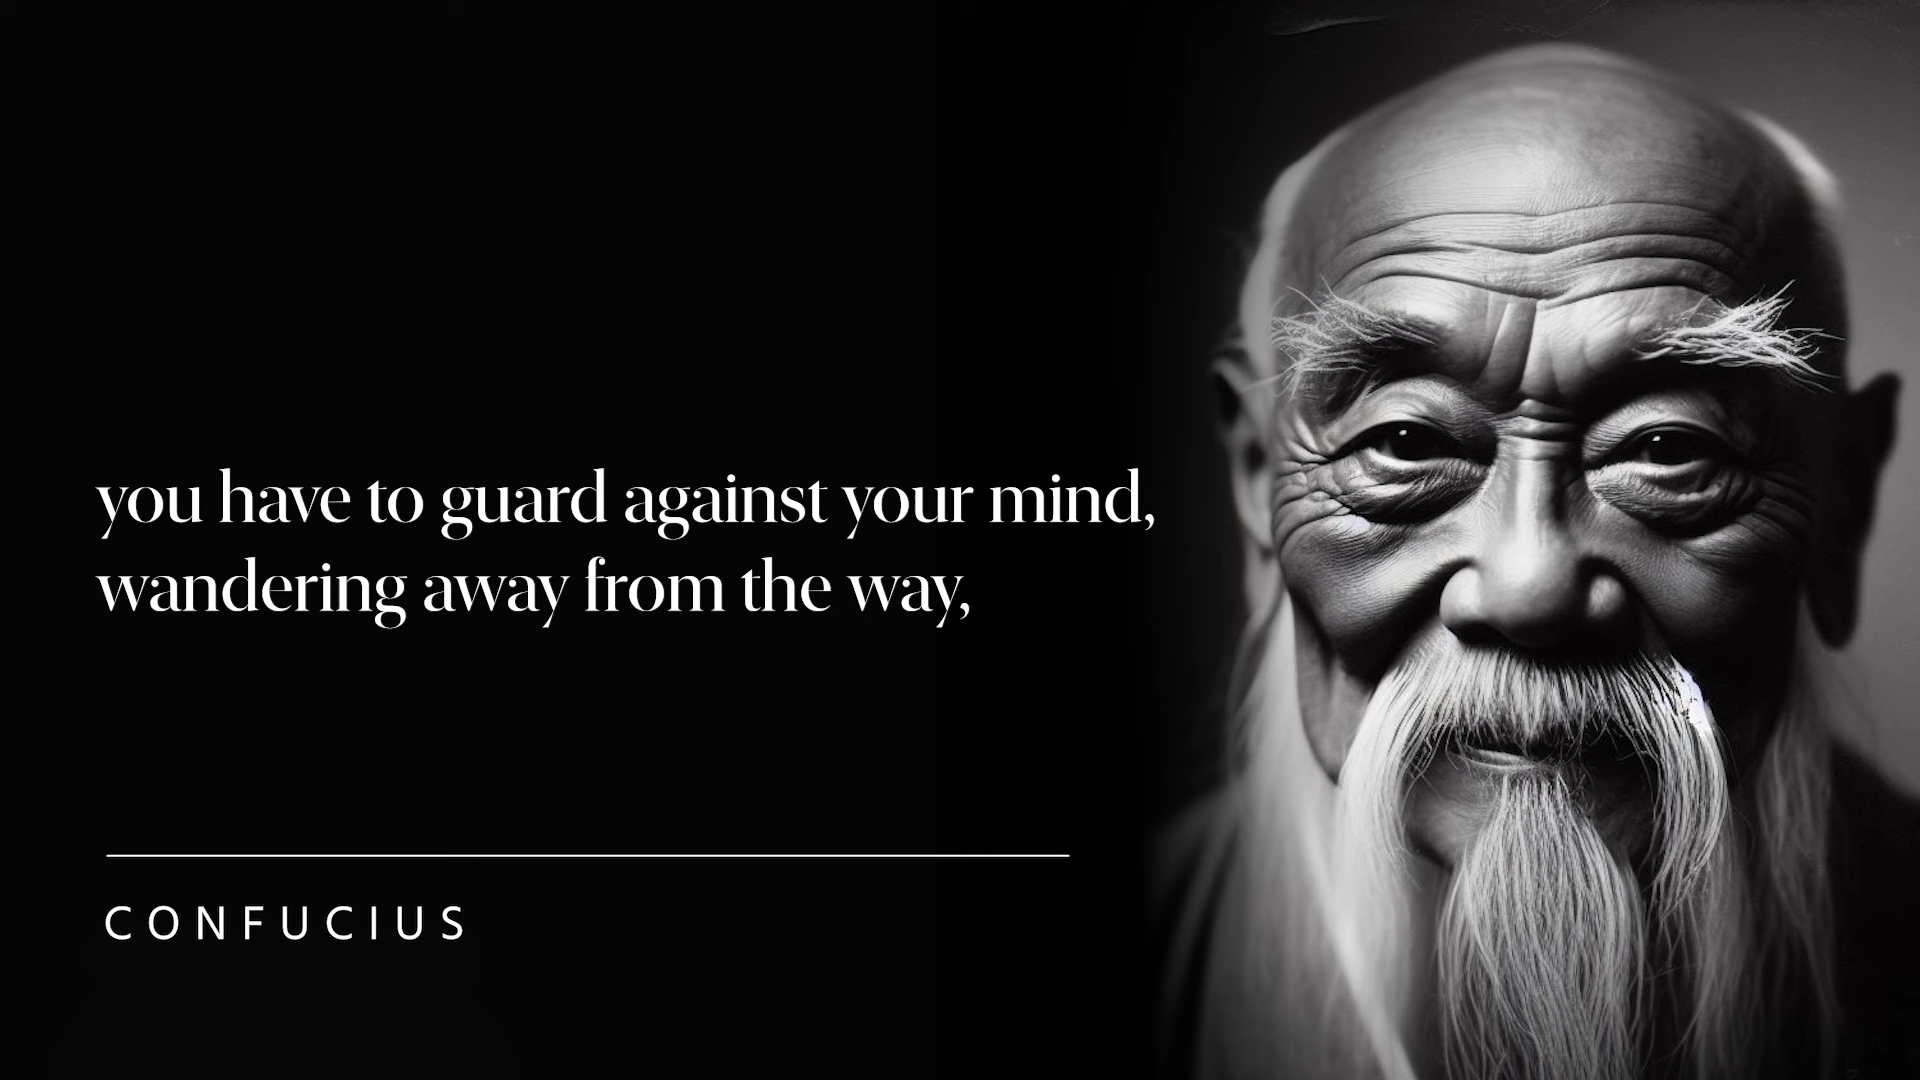 you have to guard against your mind,
wandering away from the way,
CONFUCIUS